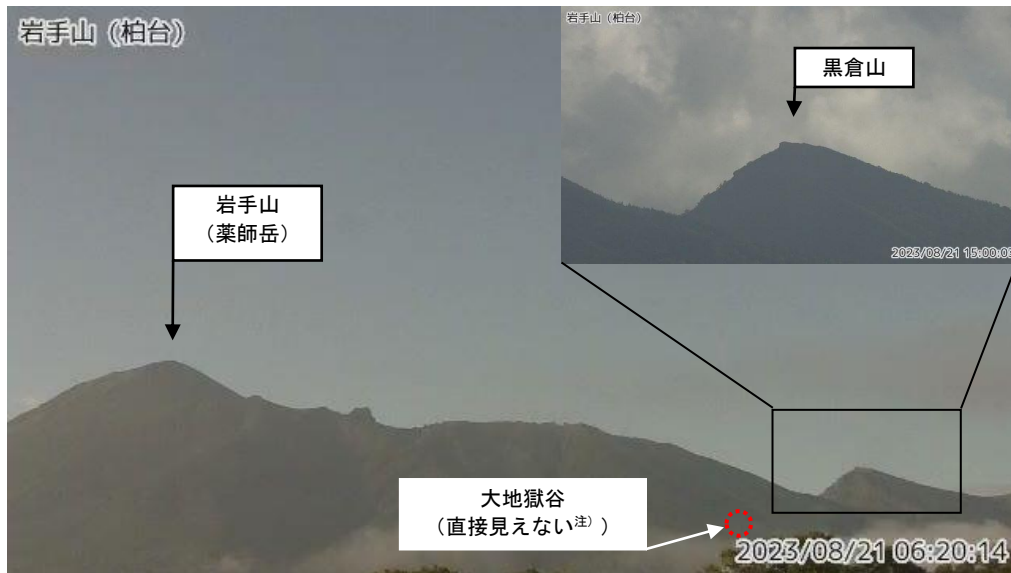 岩手山（柏台）
岩手山（柏台）
黒倉山
2023/08/21 15:00:03
岩手山
（薬師岳）
大地獄谷
（直接見えない注））
2023/08/21 06:20:14